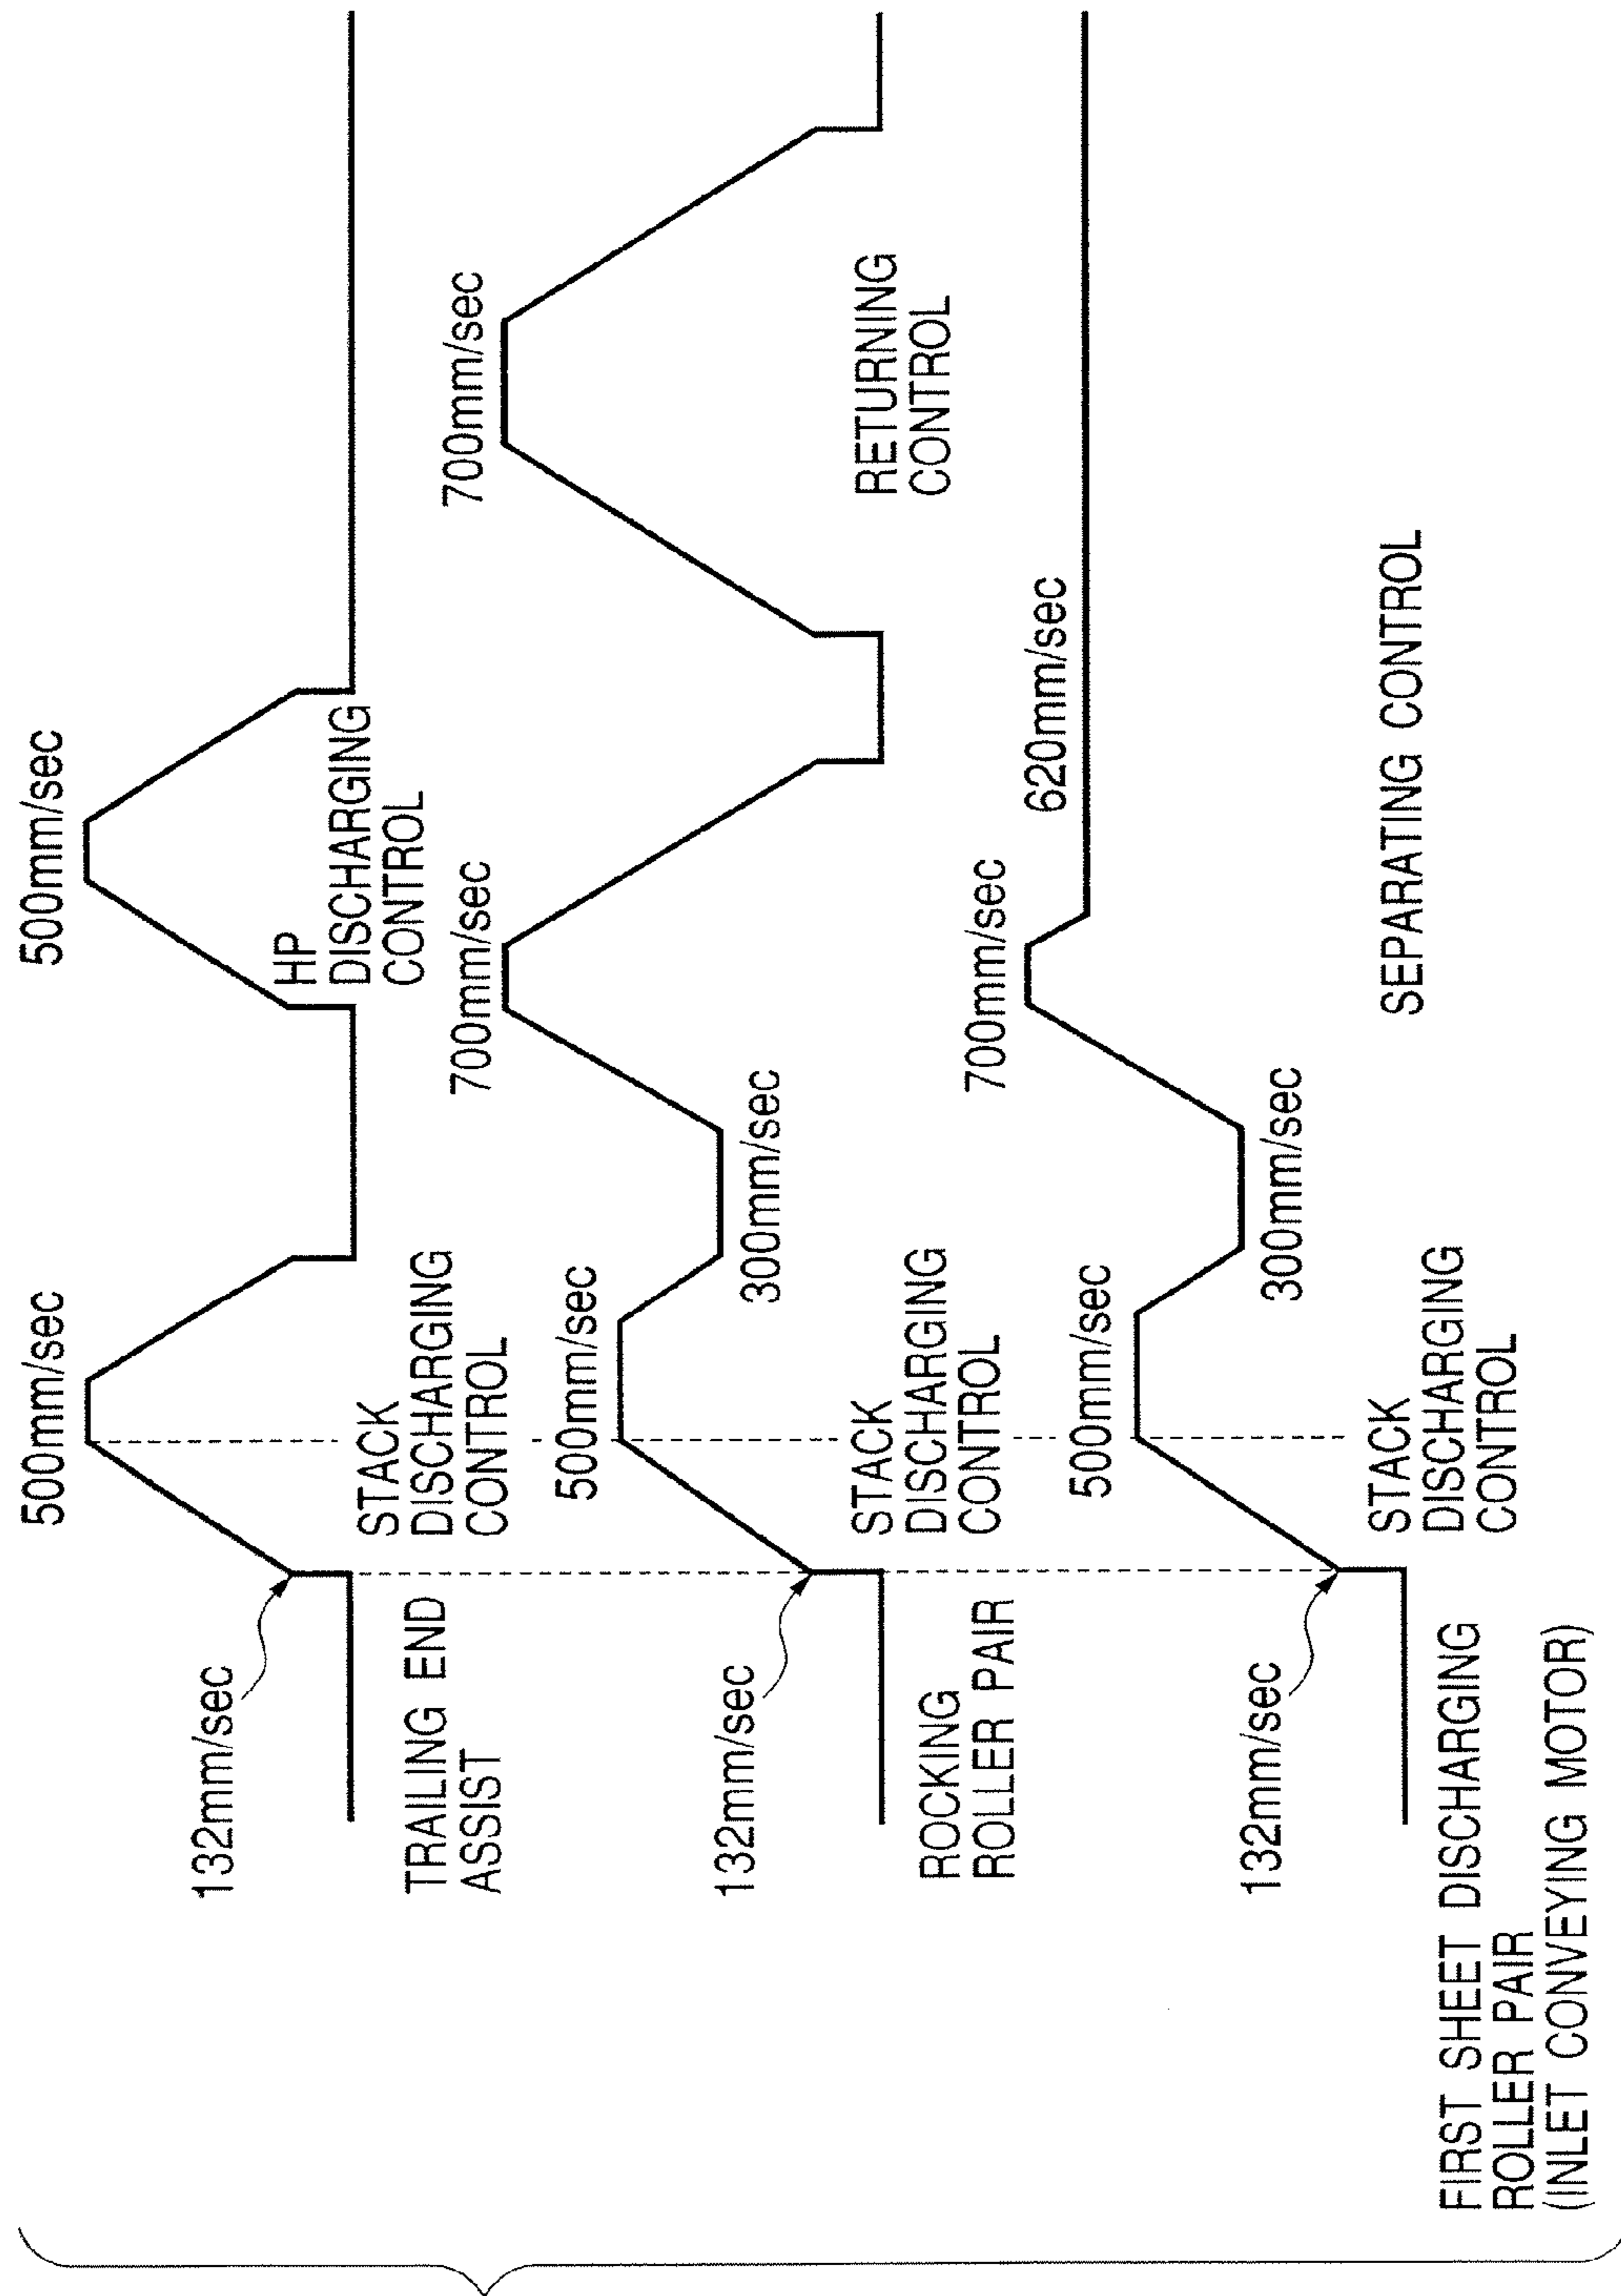 500mm/sec
500mm/sec
132mm/sec
HP
DISCHARGING
CONTROL
STACK
DISCHARGING
CONTROL
TRAILING END
ASSIST
700mm/sec
700mm/sec
500mm/sec
300mm/sec
132mm/sec
RETURNING
CONTROL
STACK
DISCHARGING
CONTROL
ROCKING
ROLLER PAIR
700mm/sec
620mm/sec
500mm/sec
300mm/sec
132mm/sec
SEPARATING CONTROL
STACK
DISCHARGING
CONTROL
FIRST SHEET DISCHARGING
ROLLER PAIR
(INLET CONVEYING MOTOR)